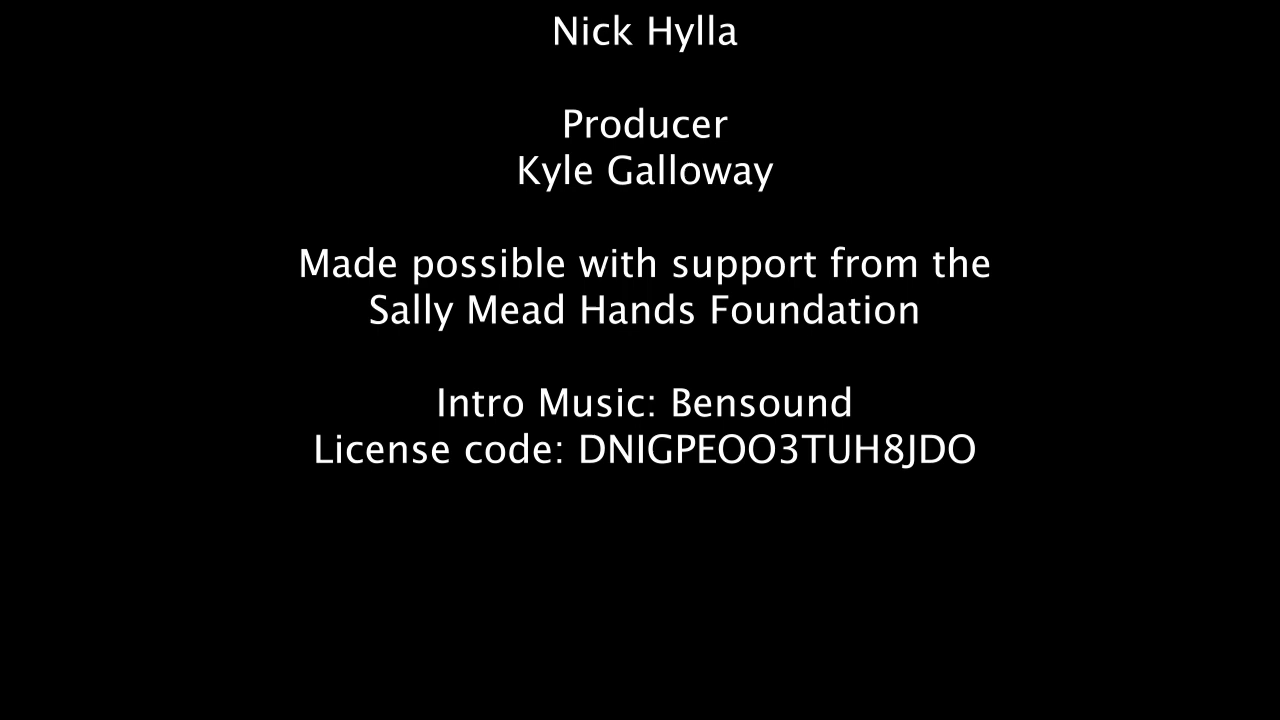 Nick Hylla
Producer
Kyle Galloway
Made possible with support from the
Sally Mead Hands Foundation
Intro Music: Bensound
License code: DNIGPEOO3TUH8JDO